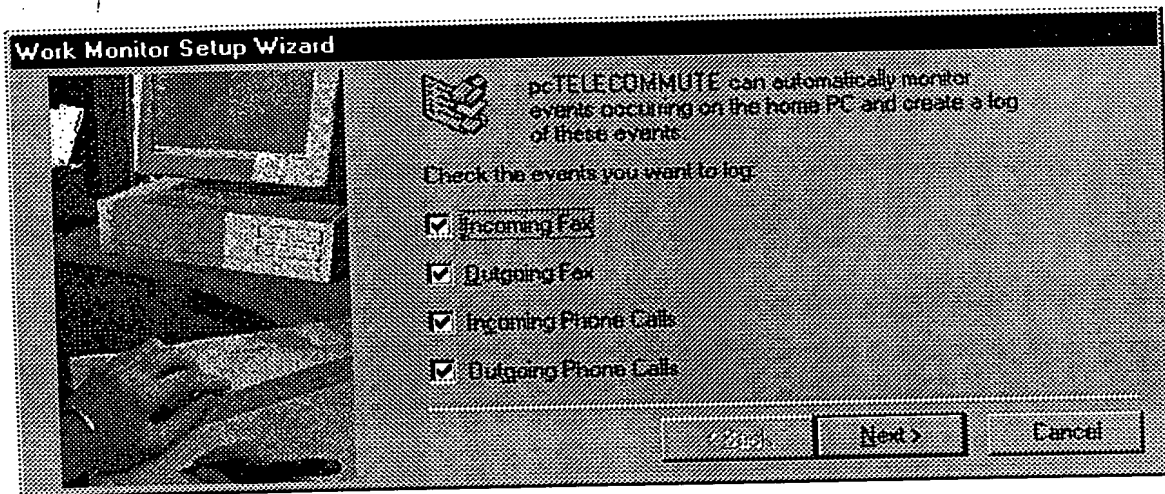 Work Monitor Setup Wizard
pcTELECOMMUTE can automatically monitor
events occurring on the home PC and create a log
of these events.
Check the events you want to log:
Incoming Fax
Outgoing Fax
Incoming Phone Calls
Outgoing Phone Calls
< Back
Next >
Cancel